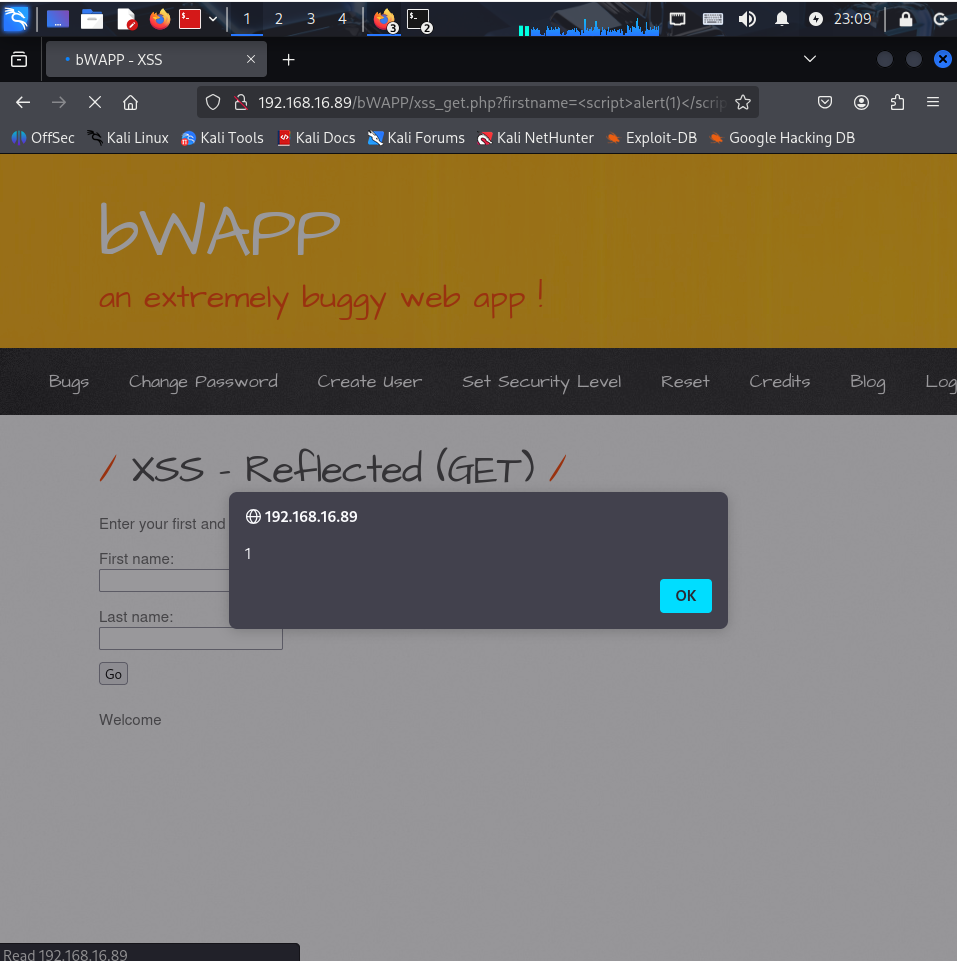 1 2 3 4 3 2 23:09
bWAPP - XSS
192.168.16.89/bWAPP/xss_get.php?firstname=<script>alert(1)</scrip
OffSec Kali Linux Kali Tools Kali Docs Kali Forums Kali NetHunter Exploit-DB Google Hacking DB
bWAPP
an extremely buggy web app !
Bugs Change Password Create User Set Security Level Reset Credits Blog Log
/ XSS - Reflected (GET) /
Enter your first and
192.168.16.89
1
OK
First name:
Last name:
Go
Welcome
Read 192.168.16.89